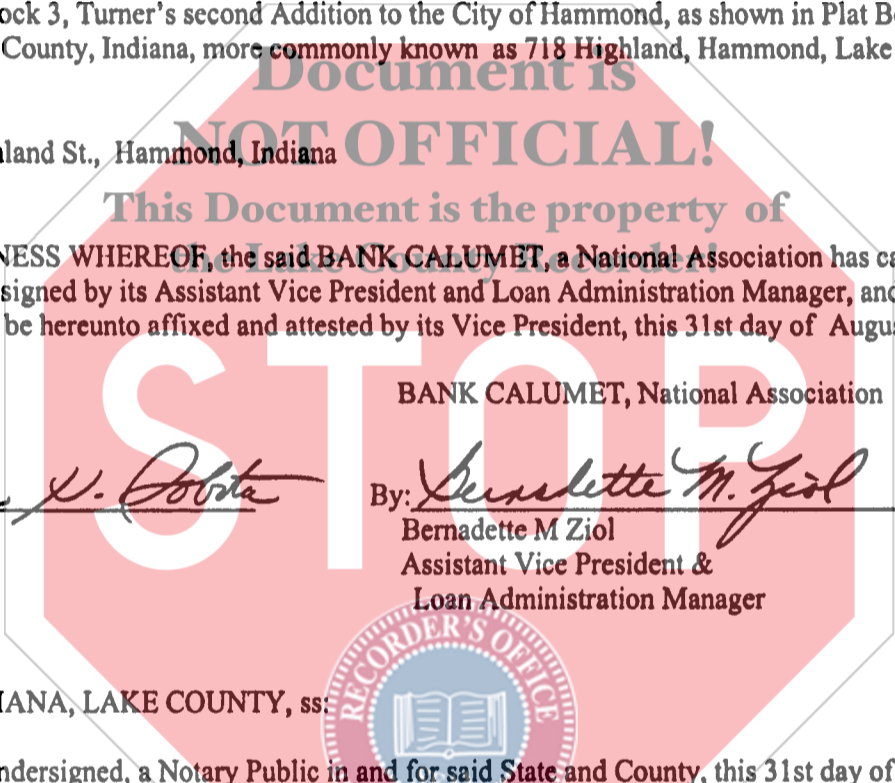 ock 3, Turner's second Addition to the City of Hammond, as shown in Plat B
County, Indiana, more commonly known as 718 Highland, Hammond, Lake
Document is
NOT OFFICIAL!
land St., Hammond, Indiana
This Document is the property of
the Lake County Recorder!
NESS WHEREOF, the said BANK CALUMET, a National Association has ca
signed by its Assistant Vice President and Loan Administration Manager, and
be hereunto affixed and attested by its Vice President, this 31st day of Augu
STOP
BANK CALUMET, National Association
By: Bernadette M. Ziol
Bernadette M Ziol
Assistant Vice President &
Loan Administration Manager
RECORDER'S OFFICE
IANA, LAKE COUNTY, ss:
ndersigned, a Notary Public in and for said State and County, this 31st day of